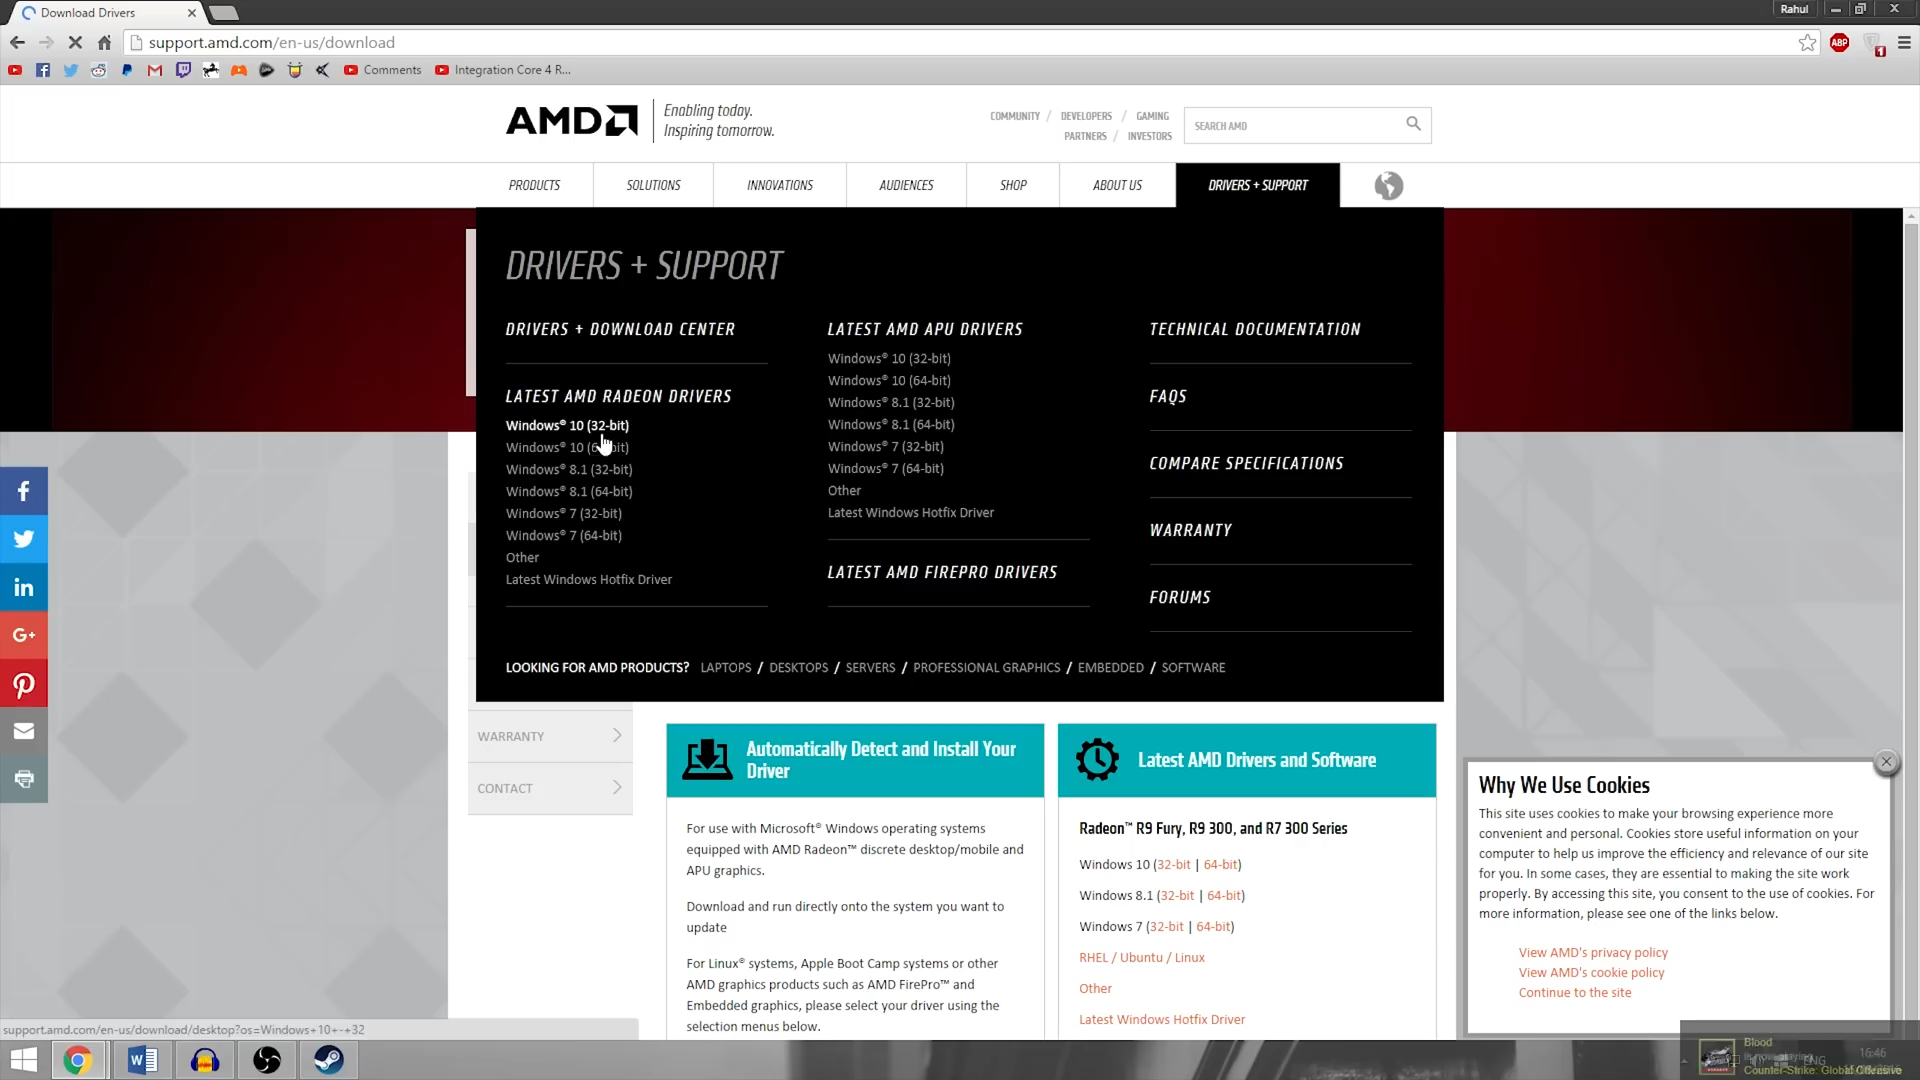 Download Drivers
Rahul
support.amd.com/en-us/download
ABP
1
Comments
Integration Core 4 R...
AMD
Enabling today.
Inspiring tomorrow.
COMMUNITY / DEVELOPERS / GAMING
PARTNERS / INVESTORS
SEARCH AMD
PRODUCTS
SOLUTIONS
INNOVATIONS
AUDIENCES
SHOP
ABOUT US
DRIVERS + SUPPORT
DRIVERS + SUPPORT
DRIVERS + DOWNLOAD CENTER
LATEST AMD RADEON DRIVERS
Windows® 10 (32-bit)
Windows® 10 (6 bit)
Windows® 8.1 (32-bit)
Windows® 8.1 (64-bit)
Windows® 7 (32-bit)
Windows® 7 (64-bit)
Other
Latest Windows Hotfix Driver
LATEST AMD APU DRIVERS
Windows® 10 (32-bit)
Windows® 10 (64-bit)
Windows® 8.1 (32-bit)
Windows® 8.1 (64-bit)
Windows® 7 (32-bit)
Windows® 7 (64-bit)
Other
Latest Windows Hotfix Driver
LATEST AMD FIREPRO DRIVERS
TECHNICAL DOCUMENTATION
FAQS
COMPARE SPECIFICATIONS
WARRANTY
FORUMS
LOOKING FOR AMD PRODUCTS? LAPTOPS / DESKTOPS / SERVERS / PROFESSIONAL GRAPHICS / EMBEDDED / SOFTWARE
WARRANTY
CONTACT
Automatically Detect and Install Your
Driver
For use with Microsoft® Windows operating systems
equipped with AMD Radeon™ discrete desktop/mobile and
APU graphics.
Download and run directly onto the system you want to
update
For Linux® systems, Apple Boot Camp systems or other
AMD graphics products such as AMD FirePro™ and
Embedded graphics, please select your driver using the
selection menus below.
Latest AMD Drivers and Software
Radeon™ R9 Fury, R9 300, and R7 300 Series
Windows 10 (32-bit | 64-bit)
Windows 8.1 (32-bit | 64-bit)
Windows 7 (32-bit | 64-bit)
RHEL / Ubuntu / Linux
Other
Latest Windows Hotfix Driver
Why We Use Cookies
This site uses cookies to make your browsing experience more
convenient and personal. Cookies store useful information on your
computer to help us improve the efficiency and relevance of our site
for you. In some cases, they are essential to making the site work
properly. By accessing this site, you consent to the use of cookies. For
more information, please see one of the links below.
View AMD's privacy policy
View AMD's cookie policy
Continue to the site
support.amd.com/en-us/download/desktop?os=Windows+10+-+32
Blood
is now playing
Counter-Strike: Global Offensive
ENG
16:46